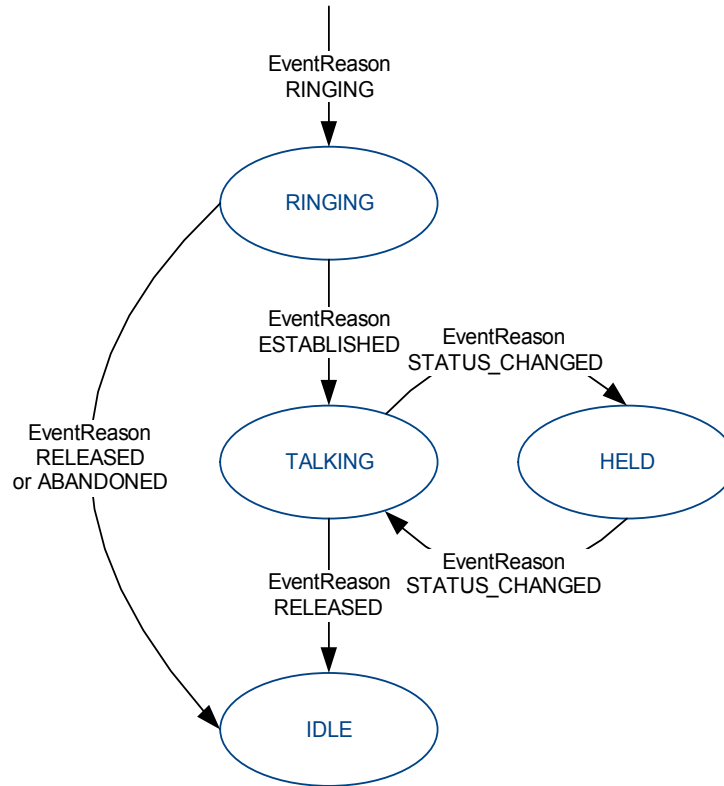 EventReason
RINGING
RINGING
EventReason
ESTABLISHED
EventReason
STATUS_CHANGED
EventReason
RELEASED
or ABANDONED
TALKING
HELD
EventReason
STATUS_CHANGED
EventReason
RELEASED
IDLE